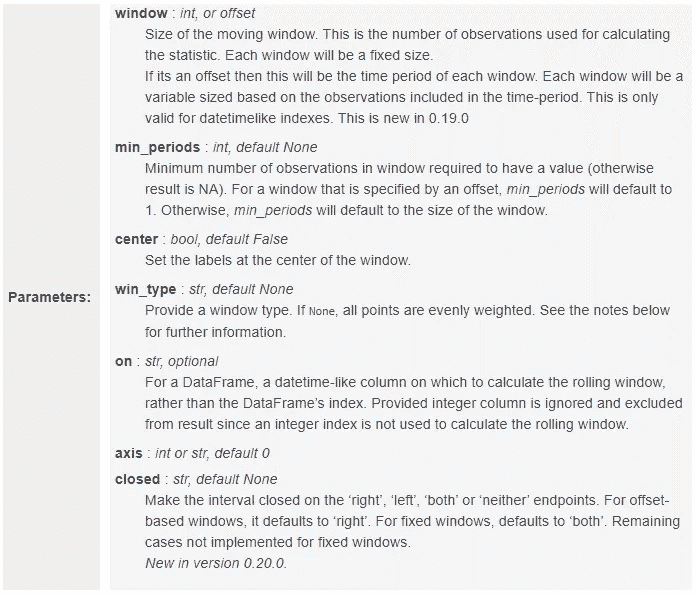 window : int, or offset
Size of the moving window. This is the number of observations used for calculating
the statistic. Each window will be a fixed size.
If its an offset then this will be the time period of each window. Each window will be a
variable sized based on the observations included in the time-period. This is only
valid for datetimelike indexes. This is new in 0.19.0
min_periods : int, default None
Minimum number of observations in window required to have a value (otherwise
result is NA). For a window that is specified by an offset, min_periods will default to
1. Otherwise, min_periods will default to the size of the window.
center : bool, default False
Set the labels at the center of the window.
Parameters:
win_type : str, default None
Provide a window type. If None, all points are evenly weighted. See the notes below
for further information.
on : str, optional
For a DataFrame, a datetime-like column on which to calculate the rolling window,
rather than the DataFrame's index. Provided integer column is ignored and excluded
from result since an integer index is not used to calculate the rolling window.
axis : int or str, default 0
closed : str, default None
Make the interval closed on the ‘right’, ‘left’, ‘both’ or ‘neither’ endpoints. For offset-
based windows, it defaults to ‘right’. For fixed windows, defaults to ‘both’. Remaining
cases not implemented for fixed windows.
New in version 0.20.0.